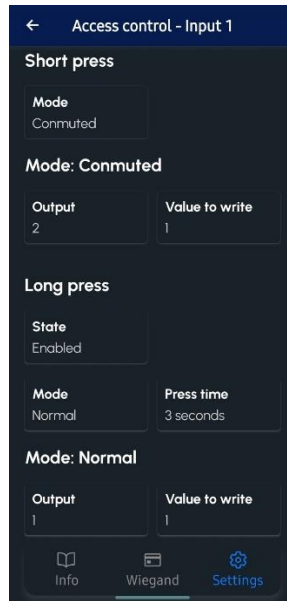 Access control - Input 1
Short press
Mode
Conmuted
Mode: Conmuted
Output Value to write
2 1
Long press
State
Enabled
Mode Press time
Normal 3 seconds
Mode: Normal
Output Value to write
1 1
Info Wiegand Settings